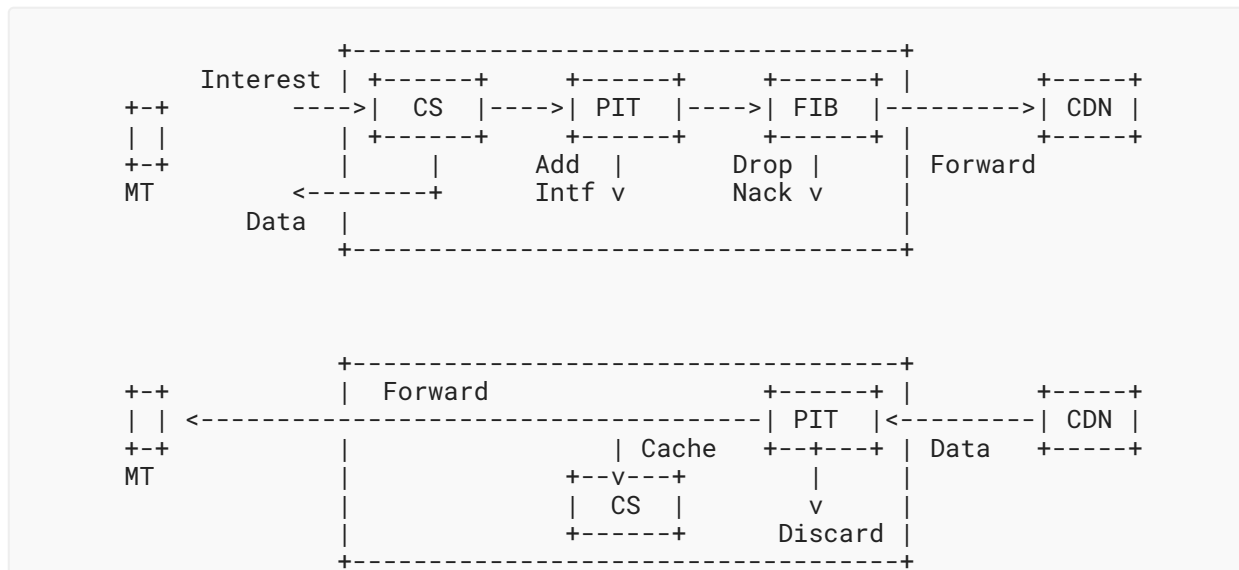 Interest
CS PIT FIB CDN
Add Drop Forward
MT Intf Nack
Data
Forward
PIT CDN
Cache Data
MT
CS
Discard